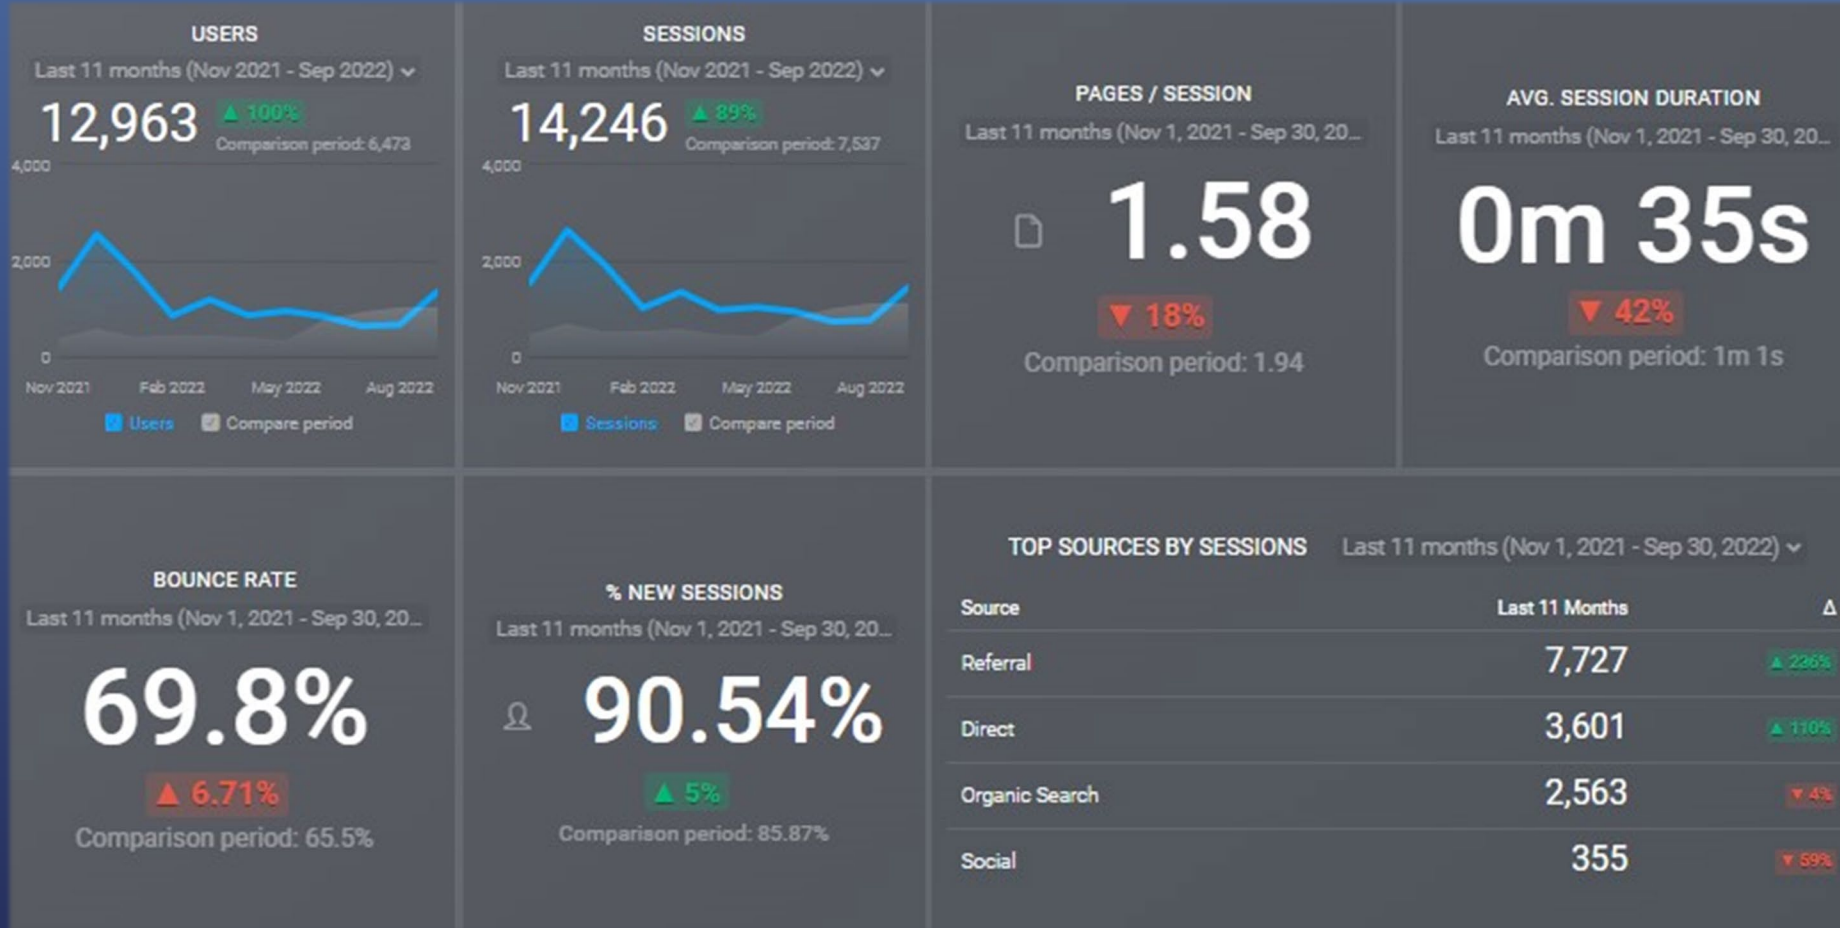 USERS
Last 11 months (Nov 2021 - Sep 2022)
12,963
▲ 100%
Comparison period: 6,473
4,000
2,000
0
Nov 2021 Feb 2022 May 2022 Aug 2022
Users Compare period
SESSIONS
Last 11 months (Nov 2021 - Sep 2022)
14,246
▲ 89%
Comparison period: 7,537
4,000
2,000
0
Nov 2021 Feb 2022 May 2022 Aug 2022
Sessions Compare period
PAGES / SESSION
Last 11 months (Nov 1, 2021 - Sep 30, 20...
1.58
▼ 18%
Comparison period: 1.94
AVG. SESSION DURATION
Last 11 months (Nov 1, 2021 - Sep 30, 20...
0m 35s
▼ 42%
Comparison period: 1m 1s
BOUNCE RATE
Last 11 months (Nov 1, 2021 - Sep 30, 20...
69.8%
▲ 6.71%
Comparison period: 65.5%
% NEW SESSIONS
Last 11 months (Nov 1, 2021 - Sep 30, 20...
90.54%
▲ 5%
Comparison period: 85.87%
TOP SOURCES BY SESSIONS Last 11 months (Nov 1, 2021 - Sep 30, 2022)
Source Last 11 Months Δ
Referral 7,727 ▲ 236%
Direct 3,601 ▲ 110%
Organic Search 2,563 ▼ 4%
Social 355 ▼ 59%